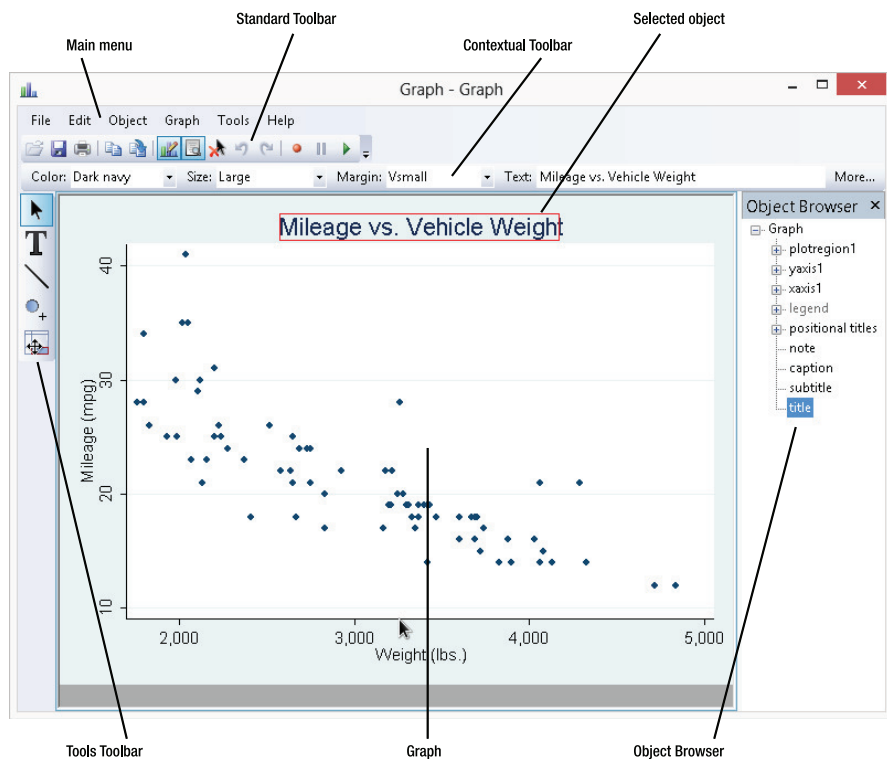 Standard Toolbar
Selected object
Main menu
Contextual Toolbar
Graph - Graph
File Edit Object Graph Tools Help
Color: Dark navy Size: Large Margin: Vsmall Text: Mileage vs. Vehicle Weight More...
Object Browser
Graph
plotregion1
yaxis1
xaxis1
legend
positional titles
note
caption
subtitle
title
T
Mileage vs. Vehicle Weight
Mileage (mpg)
40
30
20
10
2,000 3,000 4,000 5,000
Weight (lbs.)
Tools Toolbar
Graph
Object Browser